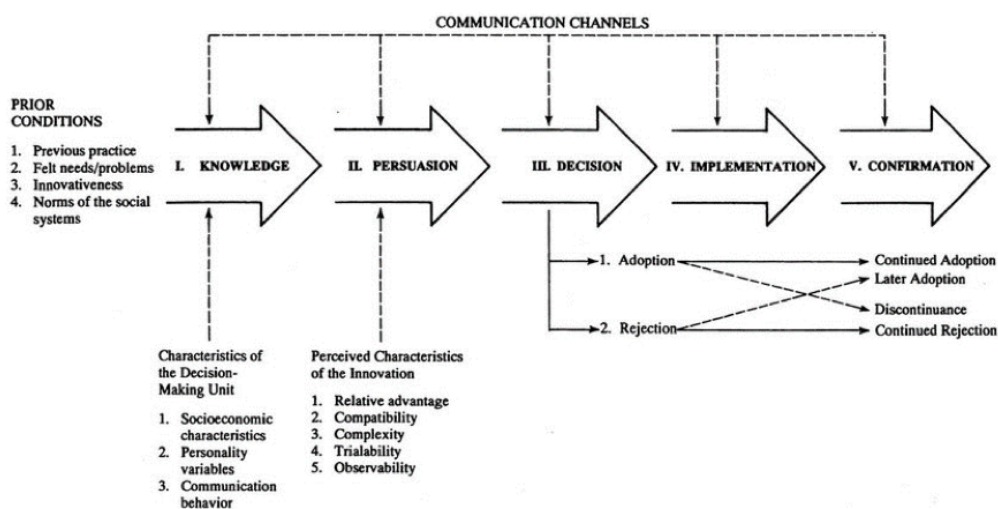 COMMUNICATION CHANNELS
PRIOR
CONDITIONS
1. Previous practice
2. Felt needs/problems
3. Innovativeness
4. Norms of the social
systems
I. KNOWLEDGE
II. PERSUASION
III. DECISION
IV. IMPLEMENTATION
V. CONFIRMATION
1. Adoption
2. Rejection
Continued Adoption
Later Adoption
Discontinuance
Continued Rejection
Characteristics of
the Decision-
Making Unit
1. Socioeconomic
characteristics
2. Personality
variables
3. Communication
behavior
Perceived Characteristics
of the Innovation
1. Relative advantage
2. Compatibility
3. Complexity
4. Trialability
5. Observability